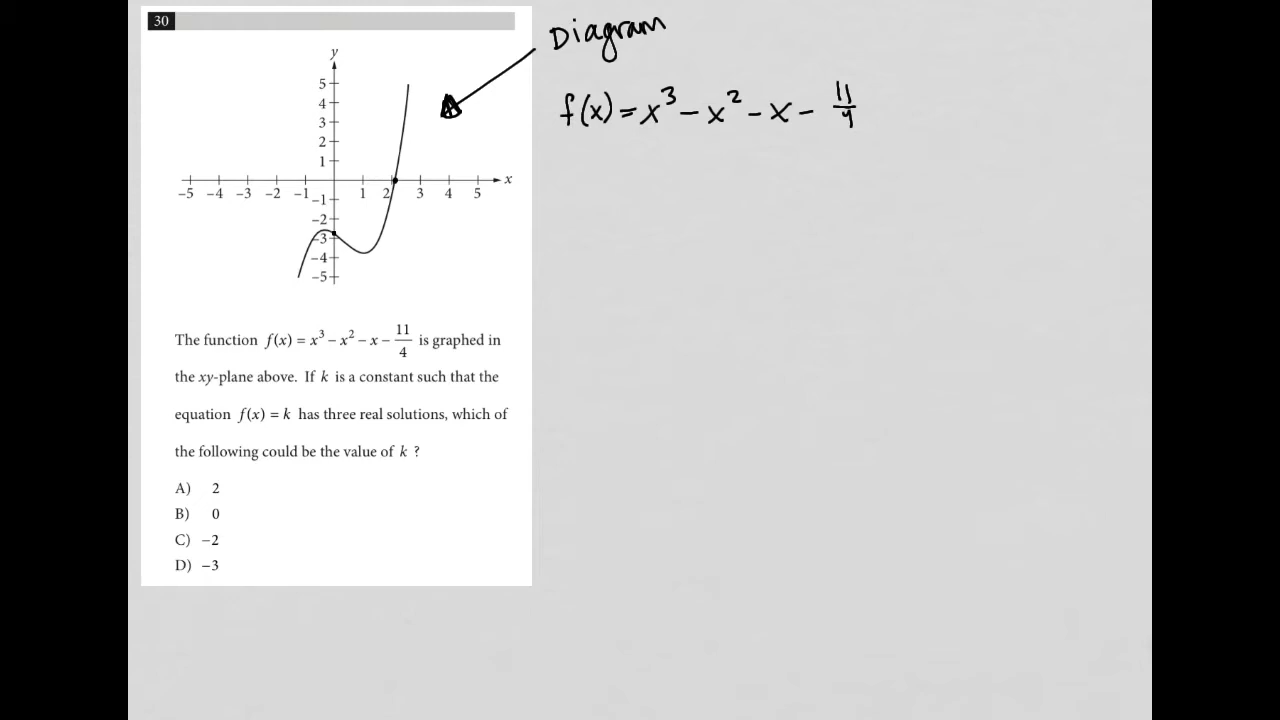 30
Diagram
f(x) = x³ – x² – x – 11/4
y
5
4
3
2
1
x
–5 –4 –3 –2 –1 1 2 3 4 5
–1
–2
–3
–4
–5
The function f(x) = x³ – x² – x – 11/4 is graphed in
the xy-plane above. If k is a constant such that the
equation f(x) = k has three real solutions, which of
the following could be the value of k ?
A) 2
B) 0
C) –2
D) –3